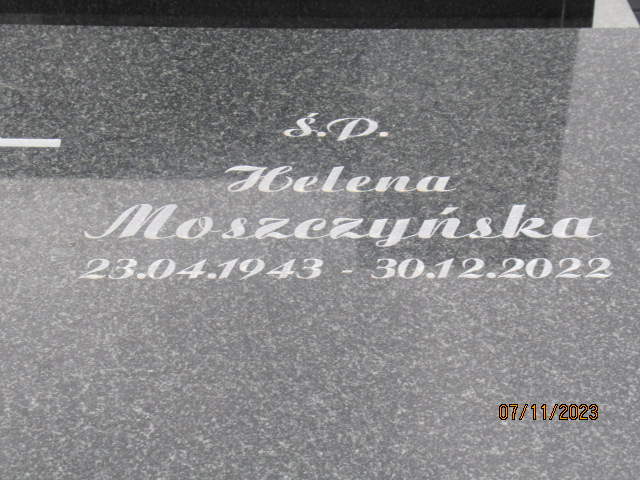 Ś.P.
Helena
Moszczyńska
23.04.1943 - 30.12.2022
07/11/2023